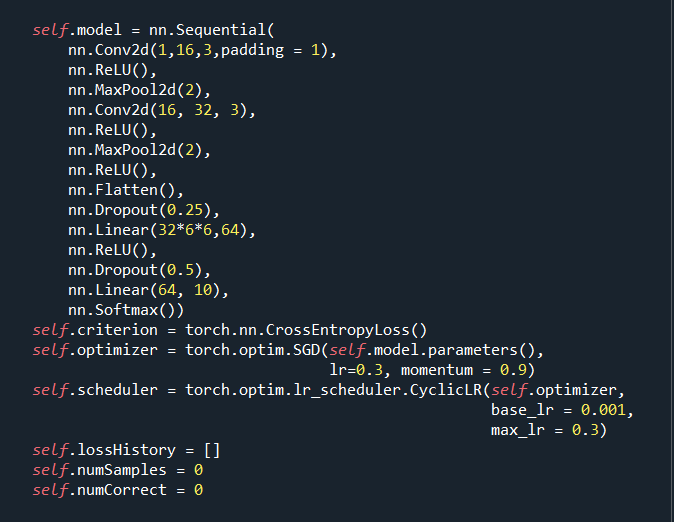 self.model = nn.Sequential(
    nn.Conv2d(1,16,3,padding = 1),
    nn.ReLU(),
    nn.MaxPool2d(2),
    nn.Conv2d(16, 32, 3),
    nn.ReLU(),
    nn.MaxPool2d(2),
    nn.ReLU(),
    nn.Flatten(),
    nn.Dropout(0.25),
    nn.Linear(32*6*6,64),
    nn.ReLU(),
    nn.Dropout(0.5),
    nn.Linear(64, 10),
    nn.Softmax())
self.criterion = torch.nn.CrossEntropyLoss()
self.optimizer = torch.optim.SGD(self.model.parameters(),
                                 lr=0.3, momentum = 0.9)
self.scheduler = torch.optim.lr_scheduler.CyclicLR(self.optimizer,
                                                   base_lr = 0.001,
                                                   max_lr = 0.3)
self.lossHistory = []
self.numSamples = 0
self.numCorrect = 0